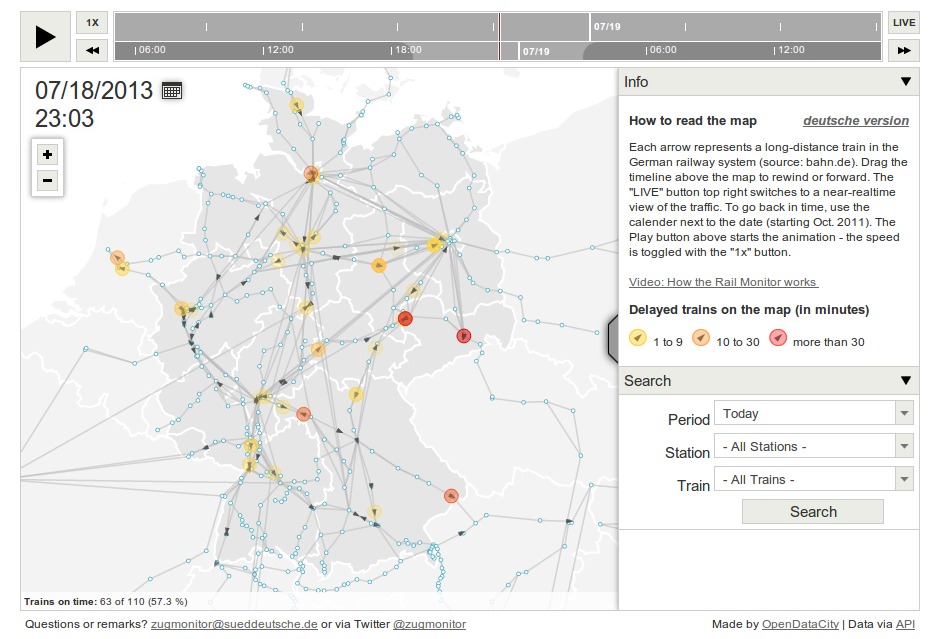 1X
LIVE
07/19
06:00
12:00
18:00
07/19
06:00
12:00
07/18/2013
23:03
+
-
Info
How to read the map
deutsche version
Each arrow represents a long-distance train in the
German railway system (source: bahn.de). Drag the
timeline above the map to rewind or forward. The
"LIVE" button top right switches to a near-realtime
view of the traffic. To go back in time, use the
calender next to the date (starting Oct. 2011). The
Play button above starts the animation - the speed
is toggled with the "1x" button.
Video: How the Rail Monitor works
Delayed trains on the map (in minutes)
1 to 9
10 to 30
more than 30
Search
Period Today
Station - All Stations -
Train - All Trains -
Search
Trains on time: 63 of 110 (57.3 %)
Questions or remarks? zugmonitor@sueddeutsche.de or via Twitter @zugmonitor
Made by OpenDataCity | Data via API